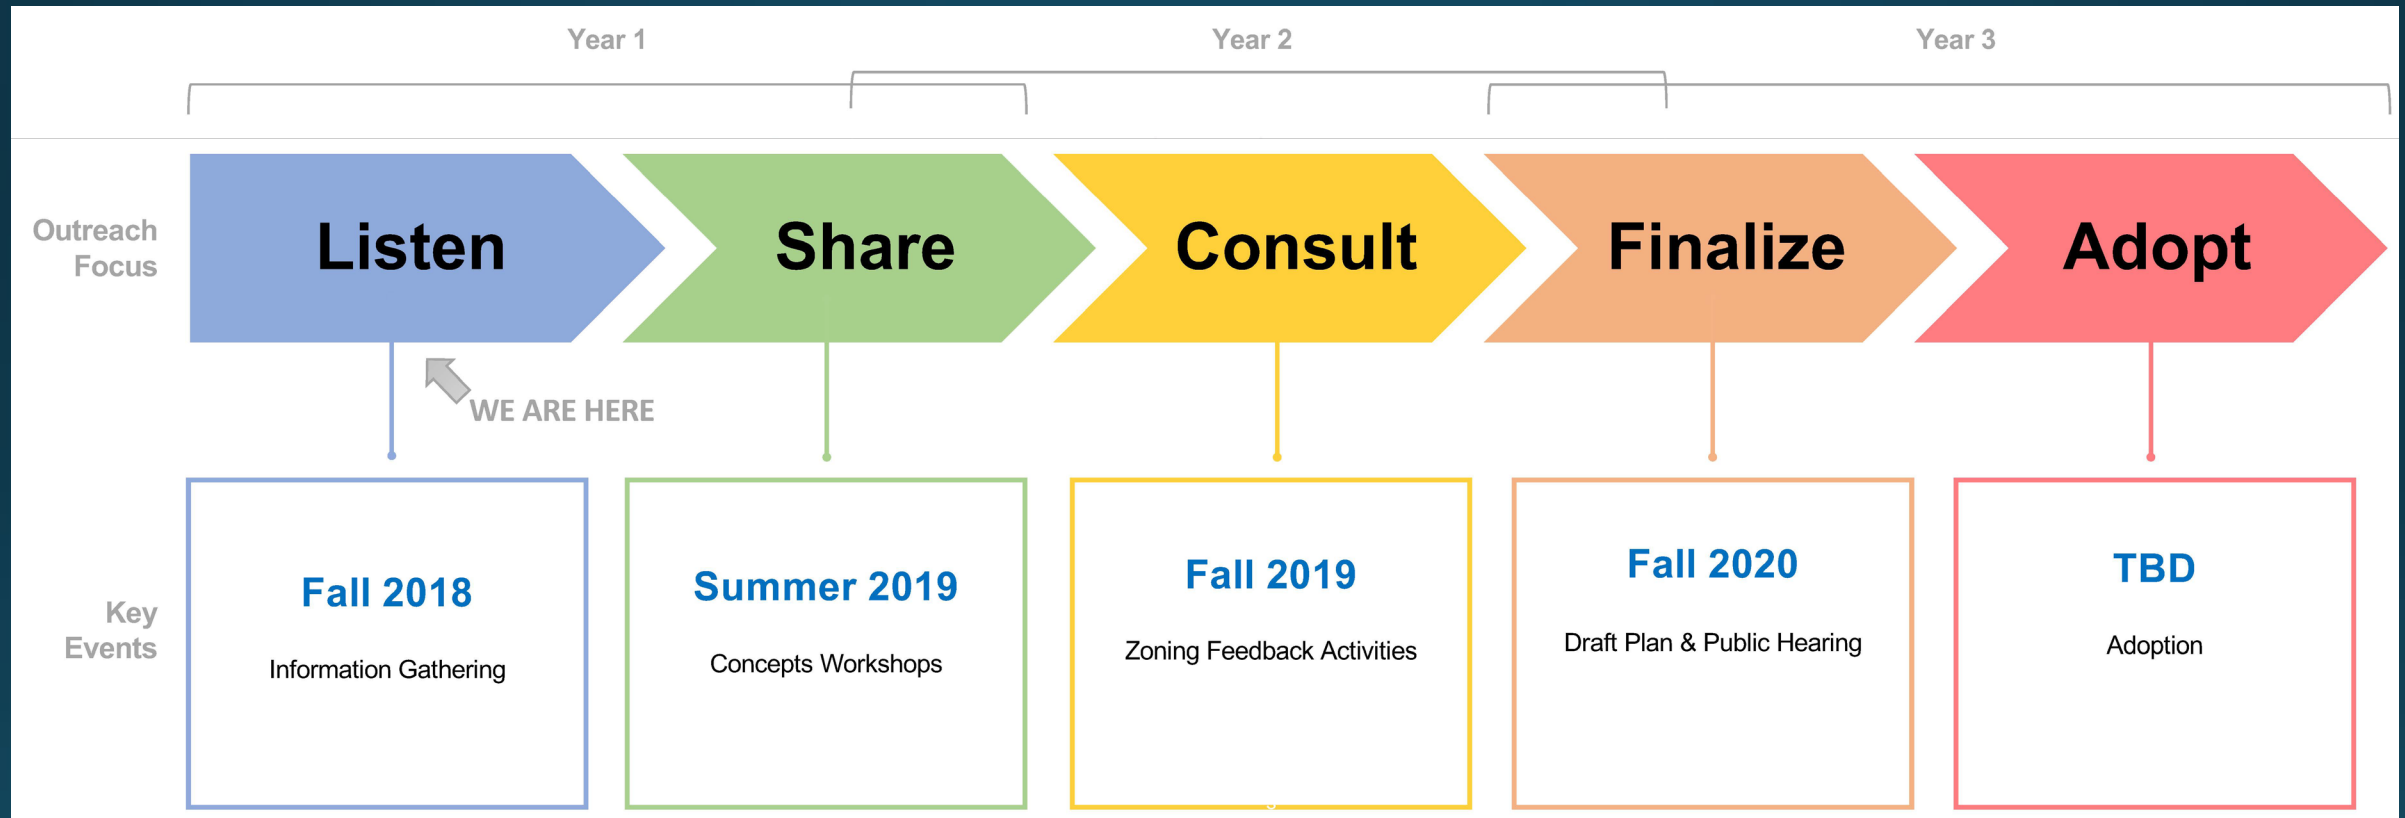 Year 1
Year 2
Year 3
Outreach
Focus
Listen
Share
Consult
Finalize
Adopt
WE ARE HERE
Key
Events
Fall 2018
Information Gathering
Summer 2019
Concepts Workshops
Fall 2019
Zoning Feedback Activities
Fall 2020
Draft Plan & Public Hearing
TBD
Adoption